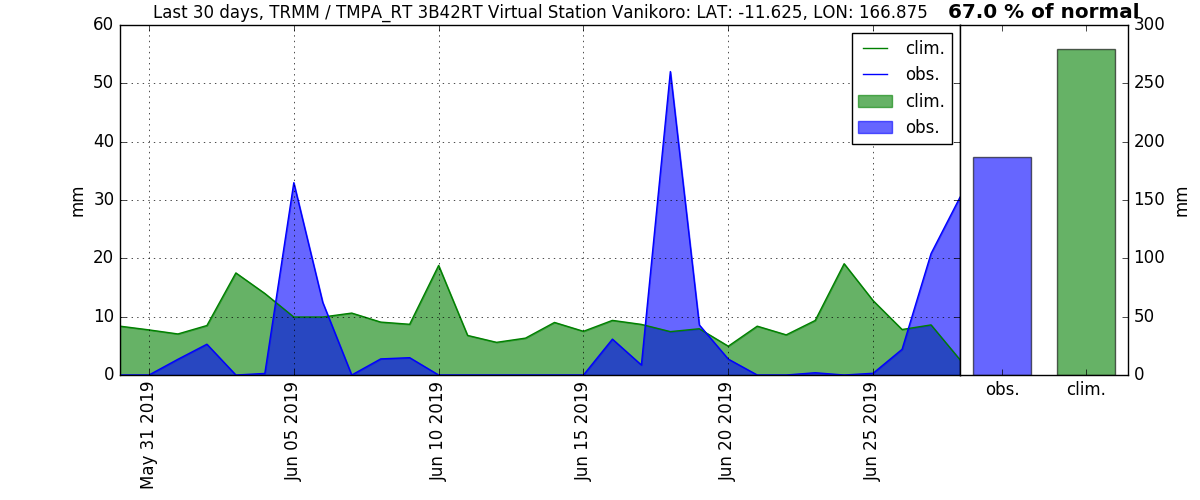 Last 30 days, TRMM / TMPA_RT 3B42RT Virtual Station Vanikoro: LAT: -11.625, LON: 166.875
67.0 % of normal
60
50
40
30
20
10
0
mm
clim.
obs.
clim.
obs.
May 31 2019
Jun 05 2019
Jun 10 2019
Jun 15 2019
Jun 20 2019
Jun 25 2019
300
250
200
150
100
50
0
mm
obs.
clim.